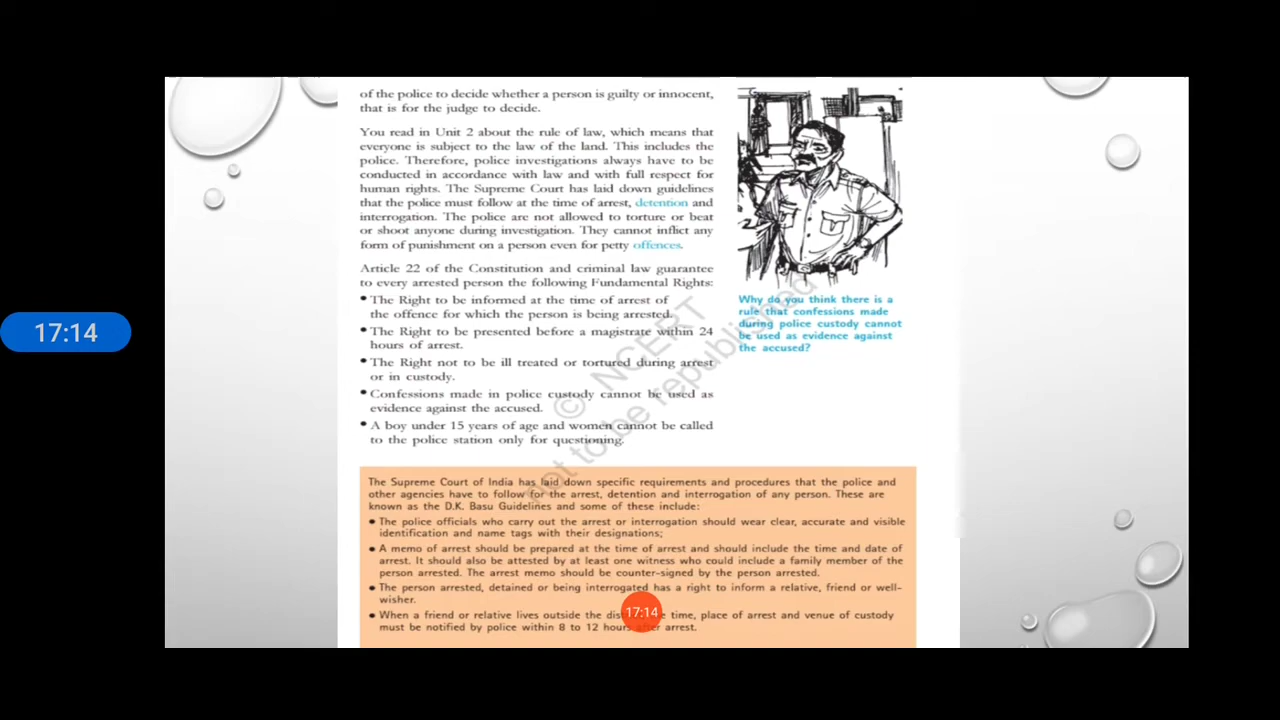 of the police to decide whether a person is guilty or innocent,
that is for the judge to decide.
You read in Unit 2 about the rule of law, which means that
everyone is subject to the law of the land. This includes the
police. Therefore, police investigations always have to be
conducted in accordance with law and with full respect for
human rights. The Supreme Court has laid down guidelines
that the police must follow at the time of arrest, detention and
interrogation. The police are not allowed to torture or beat
or shoot anyone during investigation. They cannot inflict any
form of punishment on a person even for petty offences.
Article 22 of the Constitution and criminal law guarantee
to every arrested person the following Fundamental Rights:
• The Right to be informed at the time of arrest of
the offence for which the person is being arrested.
• The Right to be presented before a magistrate within 24
hours of arrest.
• The Right not to be ill treated or tortured during arrest
or in custody.
• Confessions made in police custody cannot be used as
evidence against the accused.
• A boy under 15 years of age and women cannot be called
to the police station only for questioning.
Why do you think there is a
rule that confessions made
during police custody cannot
be used as evidence against
the accused?
© NCERT
not to be republished
The Supreme Court of India has laid down specific requirements and procedures that the police and
other agencies have to follow for the arrest, detention and interrogation of any person. These are
known as the D.K. Basu Guidelines and some of these include:
• The police officials who carry out the arrest or interrogation should wear clear, accurate and visible
identification and name tags with their designations;
• A memo of arrest should be prepared at the time of arrest and should include the time and date of
arrest. It should also be attested by at least one witness who could include a family member of the
person arrested. The arrest memo should be counter-signed by the person arrested.
• The person arrested, detained or being interrogated has a right to inform a relative, friend or well-
wisher.
• When a friend or relative lives outside the time, place of arrest and venue of custody
must be notified by police within 8 to 12 hours after arrest.
17:14
17:14